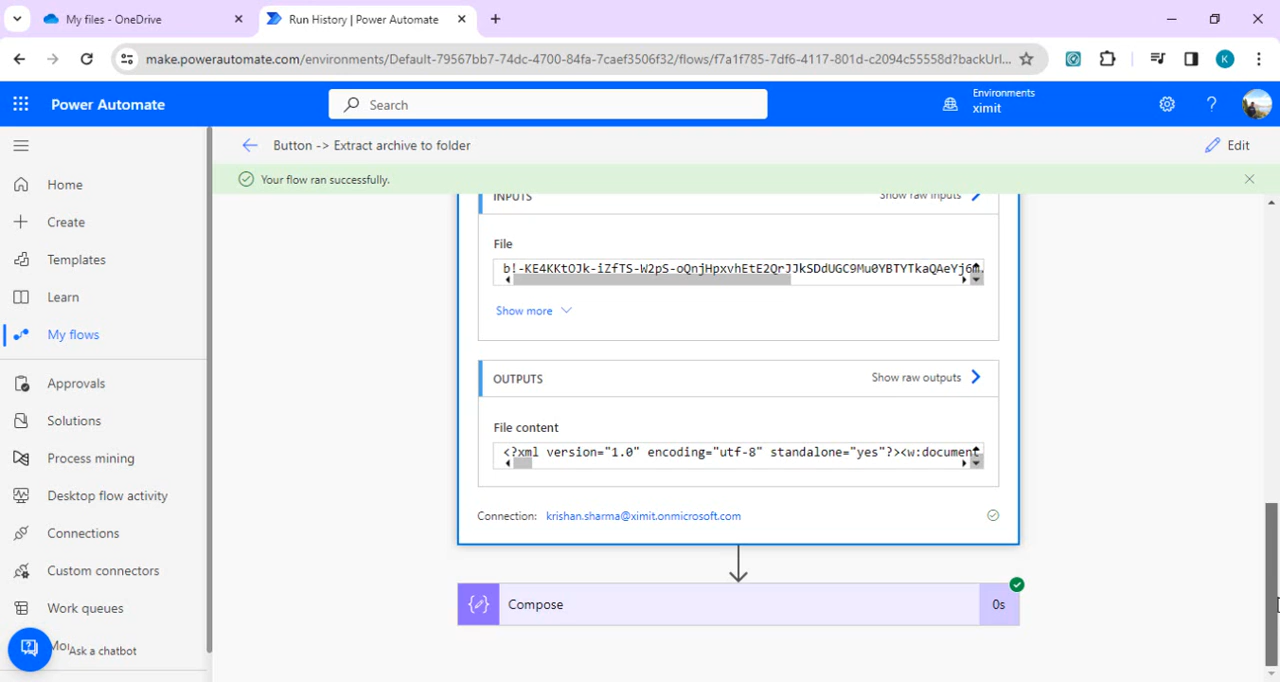 My files - OneDrive
Run History | Power Automate
make.powerautomate.com/environments/Default-79567bb7-74dc-4700-84fa-7caef3506f32/flows/f7a1f785-7df6-4117-801d-c2094c55558d?backUrl...
K
Power Automate
Search
Environments
ximit
Button -> Extract archive to folder
Edit
Your flow ran successfully.
Home
Create
Templates
Learn
My flows
Approvals
Solutions
Process mining
Desktop flow activity
Connections
Custom connectors
Work queues
Ask a chatbot
INPUTS
Show raw inputs
File
b!-KE4KKtOJk-iZfTS-W2pS-oQnjHpxvhEtE2QrJJkSDdUGC9Mu0YBTYTkaQAeYj6m.
Show more
OUTPUTS
Show raw outputs
File content
<?xml version="1.0" encoding="utf-8" standalone="yes"?><w:document
Connection: krishan.sharma@ximit.onmicrosoft.com
Compose
0s